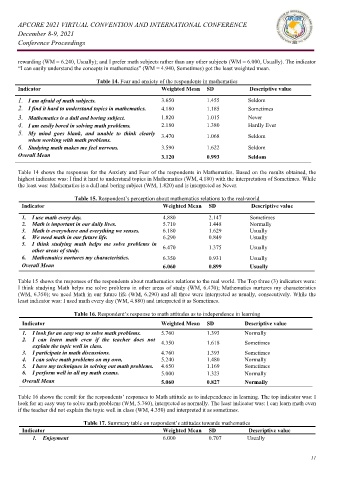 APCORE 2021 VIRTUAL CONVENTION AND INTERNATIONAL CONFERENCE
December 8-9, 2021
Conference Proceedings
rewarding (WM = 6.240, Usually); and I prefer math subjects rather than any other subjects (WM = 6.000, Usually). The indicator
"I can easily understand the concepts in mathematics" (WM = 4.940, Sometimes) got the least weighted mean.
Table 14. Fear and anxiety of the respondents in mathematics
Indicator Weighted Mean SD Descriptive value
1. I am afraid of math subjects. 3.650 1.455 Seldom
2. I find it hard to understand topics in mathematics. 4.180 1.185 Sometimes
3. Mathematics is a dull and boring subject. 1.820 1.015 Never
4. I am easily bored in solving math problems. 2.190 1.380 Hardly Ever
5. My mind goes blank, and unable to think clearly
when working with math problems. 3.470 1.068 Seldom
6. Studying math makes me feel nervous. 3.590 1.622 Seldom
Overall Mean 3.120 0.993 Seldom
Table 14 shows the responses for the Anxiety and Fear of the respondents in Mathematics. Based on the results obtained, the
highest indicator was: I find it hard to understand topics in Mathematics (WM, 4.180) with the interpretation of Sometimes. While
the least was: Mathematics is a dull and boring subject (WM, 1.820) and is interpreted as Never.
Table 15. Respondent's perception about mathematics relations to the real-world
Indicator Weighted Mean SD Descriptive value
1. I use math every day. 4.880 2.147 Sometimes
2. Math is important in our daily lives. 5.710 1.448 Normally
3. Math is everywhere and everything we senses. 6.180 1.629 Usually
4. We need math in our future life. 6.290 0.849 Usually
5. I think studying math helps me solve problems in
other areas of study. 6.470 1.375 Usually
6. Mathematics nurtures my characteristics. 6.350 0.931 Usually
Overall Mean 6.060 0.899 Usually
Table 15 shows the responses of the respondents about mathematics relations to the real world. The Top three (3) indicators were:
I think studying Math helps me solve problems in other areas of study (WM, 6.470); Mathematics nurtures my characteristics
(WM, 6.350); we need Math in our future life (WM, 6.290) and all three were interpreted as usually, consecutively. While the
least indicator was: I need math every day (WM, 4.880) and interpreted it as Sometimes.
Table 16. Respondent's response to math attitudes as to independence in learning
Indicator Weighted Mean SD Descriptive value
1. I look for an easy way to solve math problems. 5.760 1.393 Normally
2. I can learn math even if the teacher does not
explain the topic well in class. 4.350 1.618 Sometimes
3. I participate in math discussions. 4.760 1.393 Sometimes
4. I can solve math problems on my own. 5.240 1.480 Normally
5. I have my techniques in solving out math problems. 4.650 1.169 Sometimes
6. I perform well in all my math exams. 5.000 1.323 Normally
Overall Mean 5.060 0.827 Normally
Table 16 shows the result for the respondents' responses to Math attitude as to independence in learning. The top indicator was: I
look for an easy way to solve math problems (WM, 5.760), interpreted as normally. The least indicator was: I can learn math even
if the teacher did not explain the topic well in class (WM, 4.350) and interpreted it as sometimes.
Table 17. Summary table on respondent's attitudes towards mathematics
Indicator Weighted Mean SD Descriptive value
1. Enjoyment 6.000 0.707 Usually